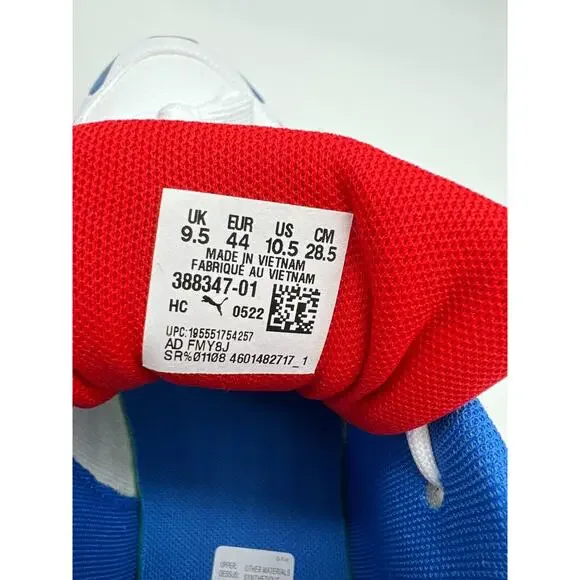 UK EUR US CM
9.5 44 10.5 28.5
MADE IN VIETNAM
FABRIQUÉ AU VIETNAM
388347-01
HC 0522
UPC:195551754257
AD FMY8J
SR%01108 4601482717_1
UPPER: OTHER MATERIALS